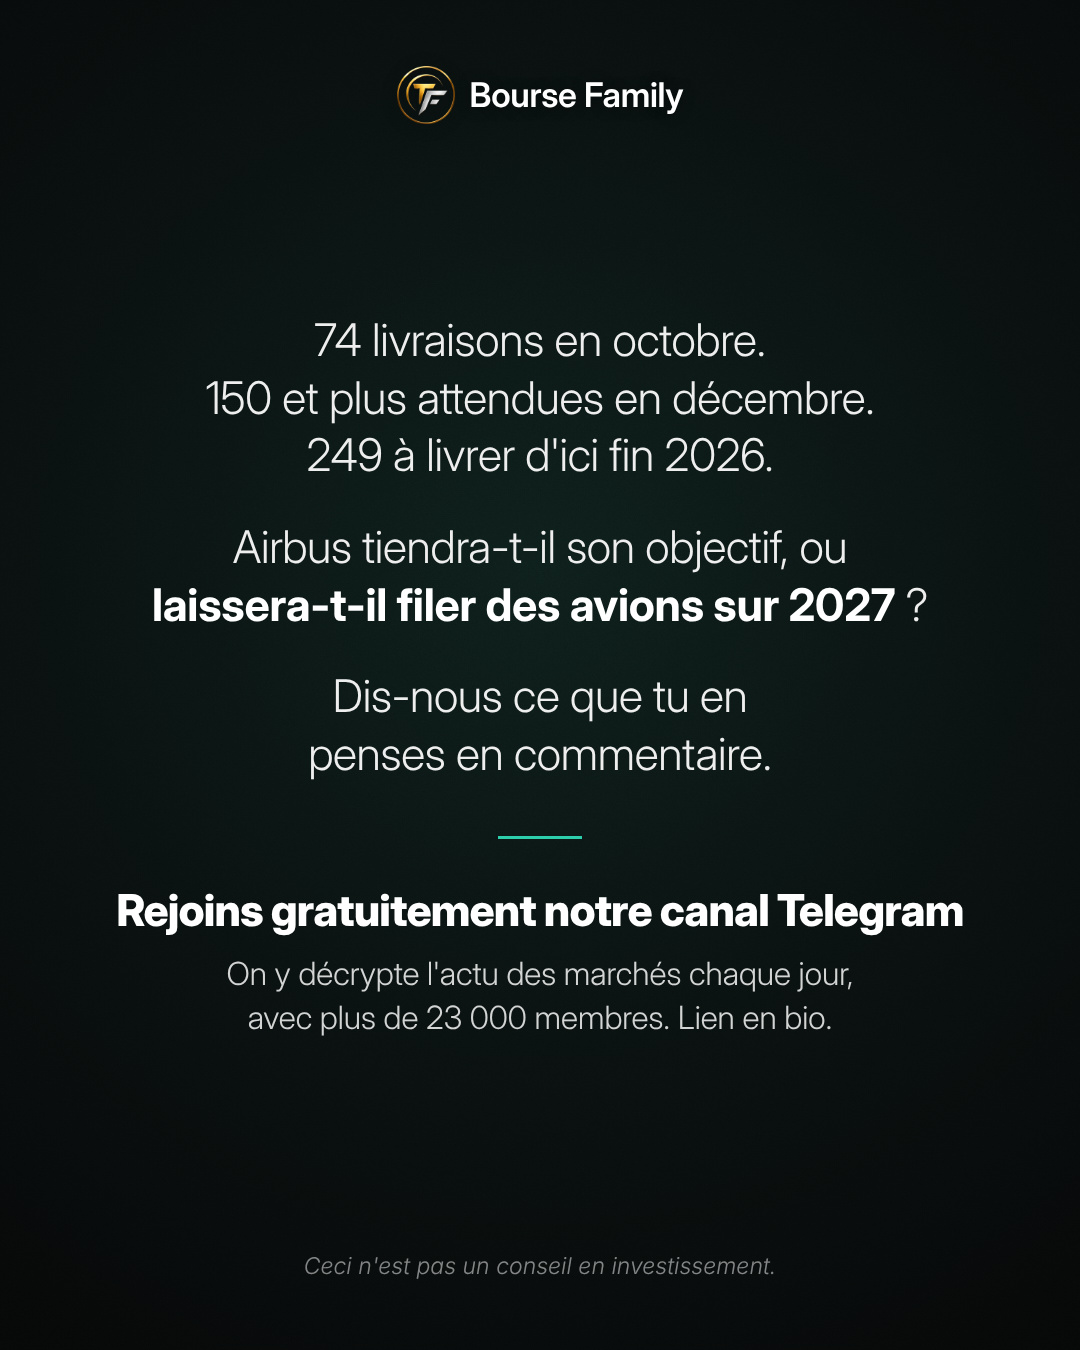 TF Bourse Family
74 livraisons en octobre.
150 et plus attendues en décembre.
249 à livrer d'ici fin 2026.
Airbus tiendra-t-il son objectif, ou
laissera-t-il filer des avions sur 2027 ?
Dis-nous ce que tu en
penses en commentaire.
Rejoins gratuitement notre canal Telegram
On y décrypte l'actu des marchés chaque jour,
avec plus de 23 000 membres. Lien en bio.
Ceci n'est pas un conseil en investissement.